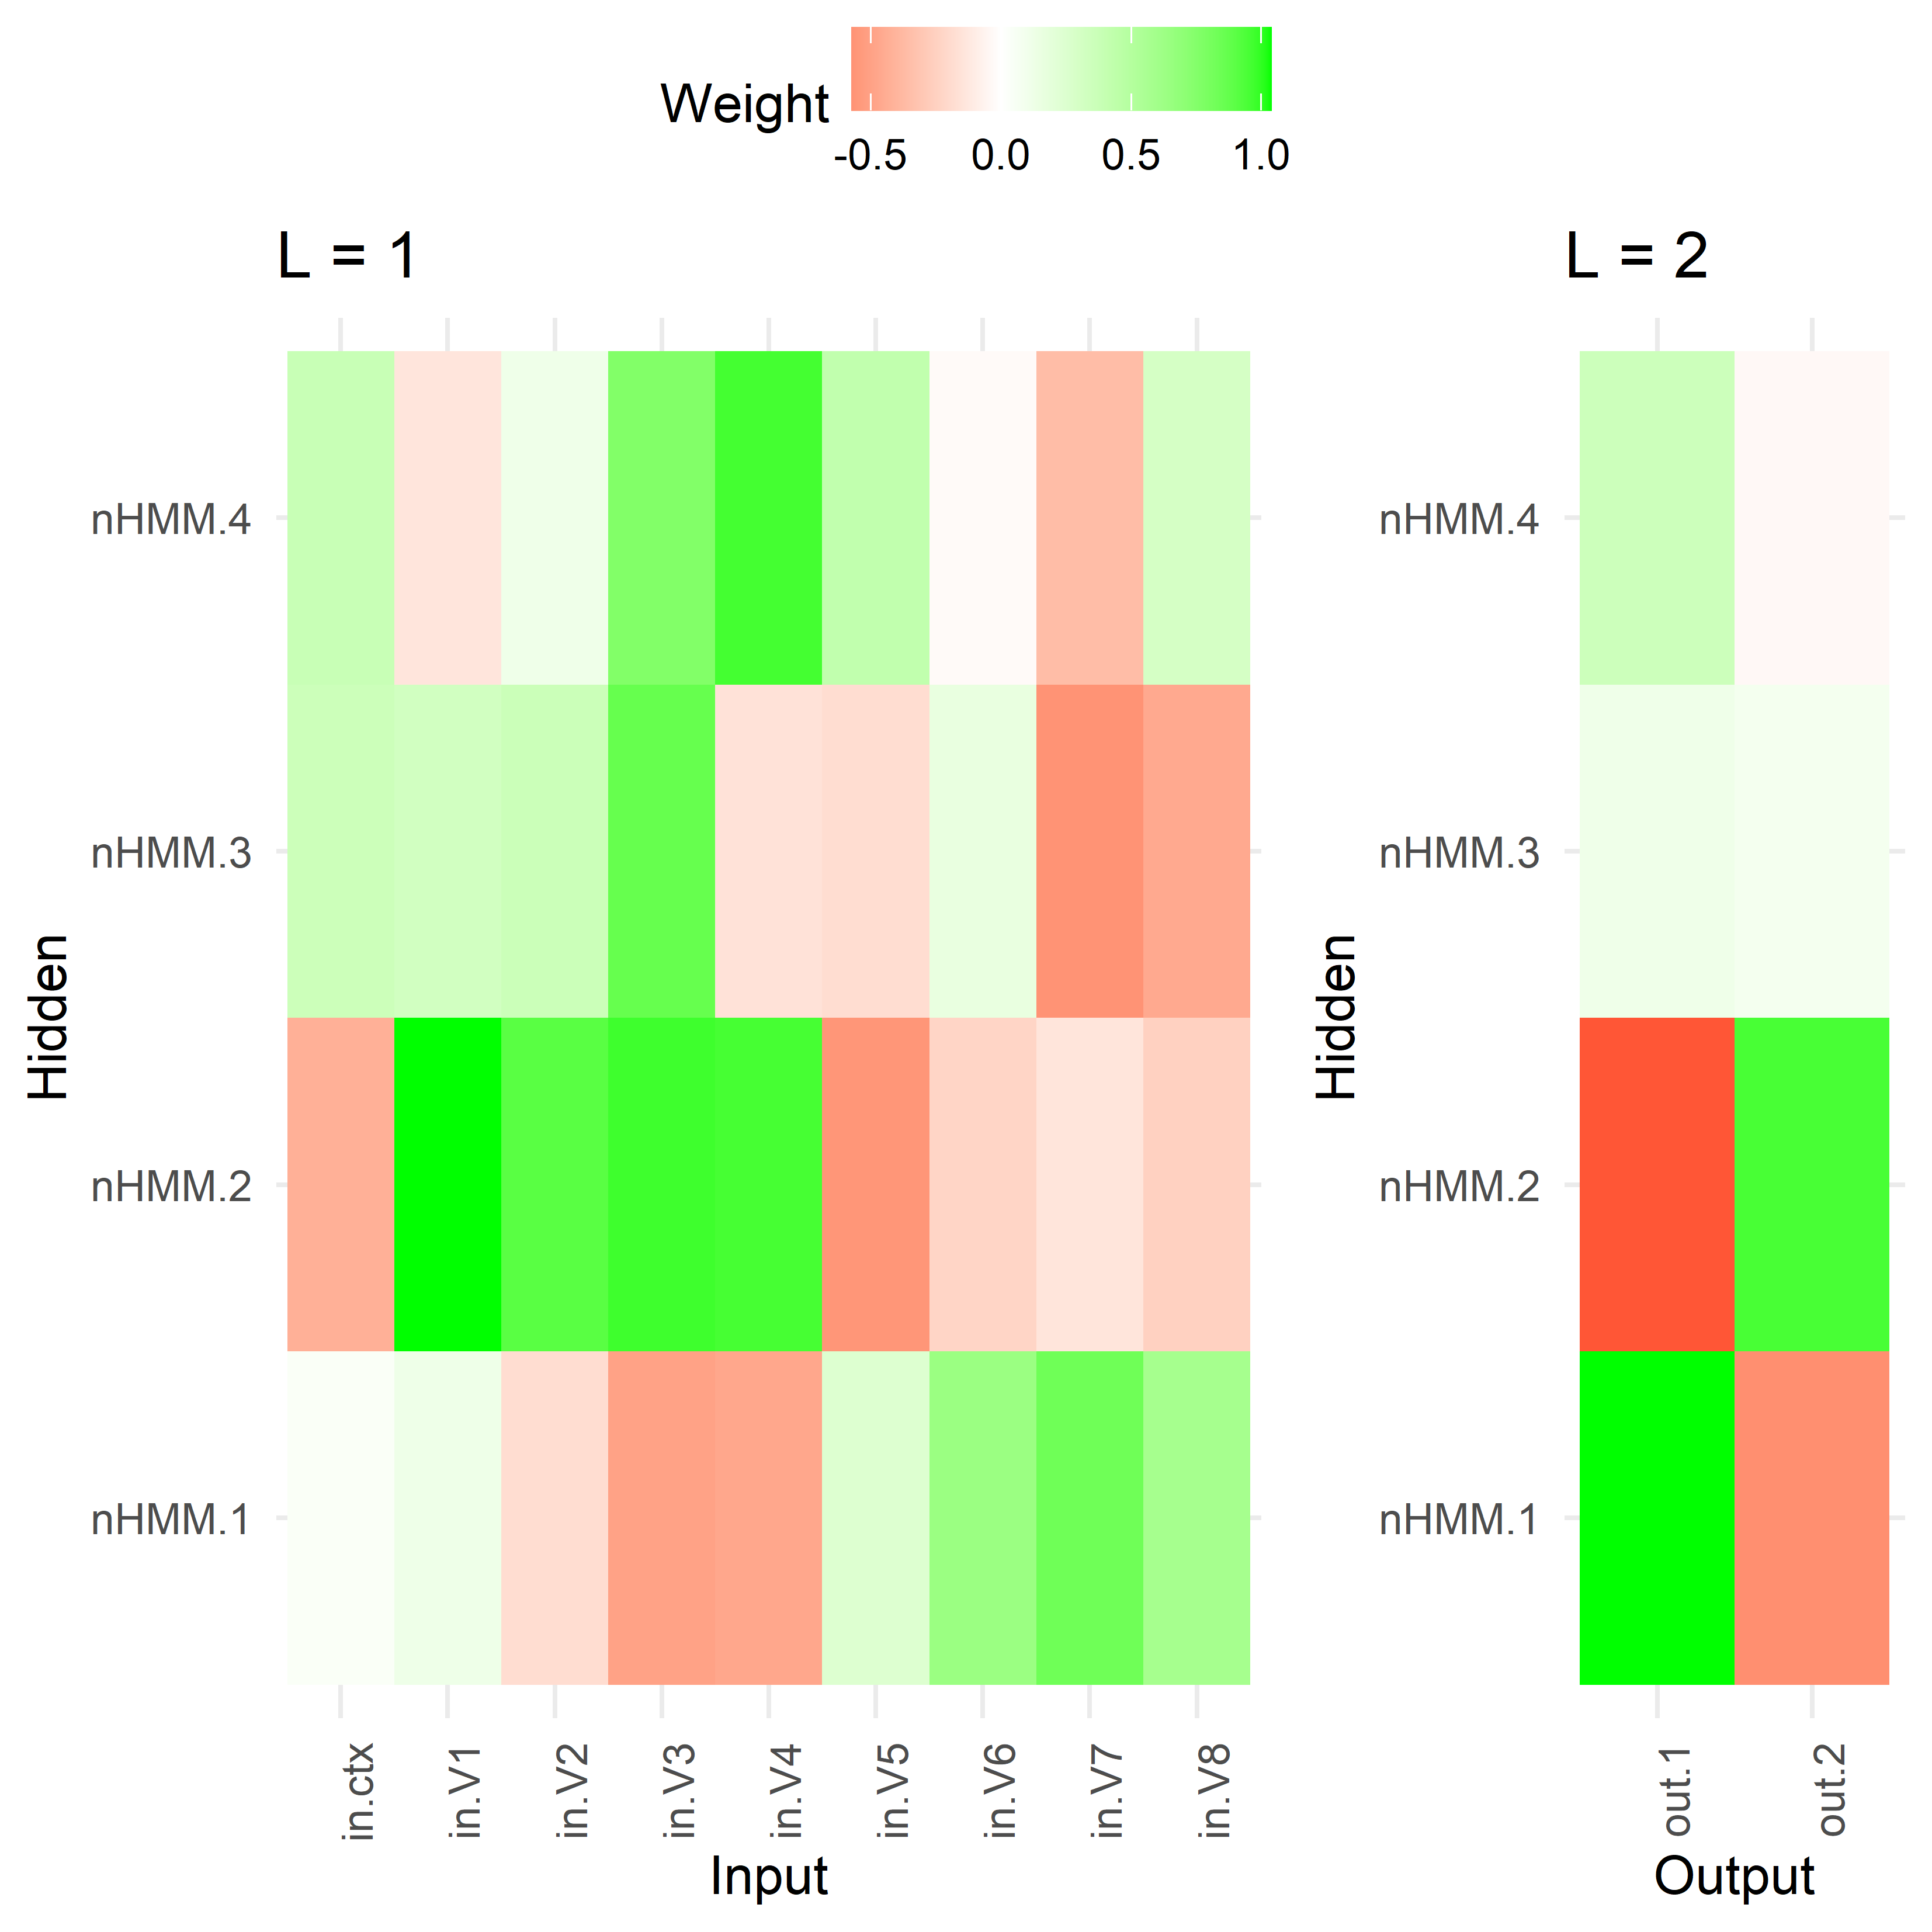 Weight
-0.5 0.0 0.5 1.0
L = 1
L = 2
Hidden
nHMM.4
nHMM.3
nHMM.2
nHMM.1
in.ctx in.V1 in.V2 in.V3 in.V4 in.V5 in.V6 in.V7 in.V8
Input
Hidden
nHMM.4
nHMM.3
nHMM.2
nHMM.1
out.1 out.2
Output